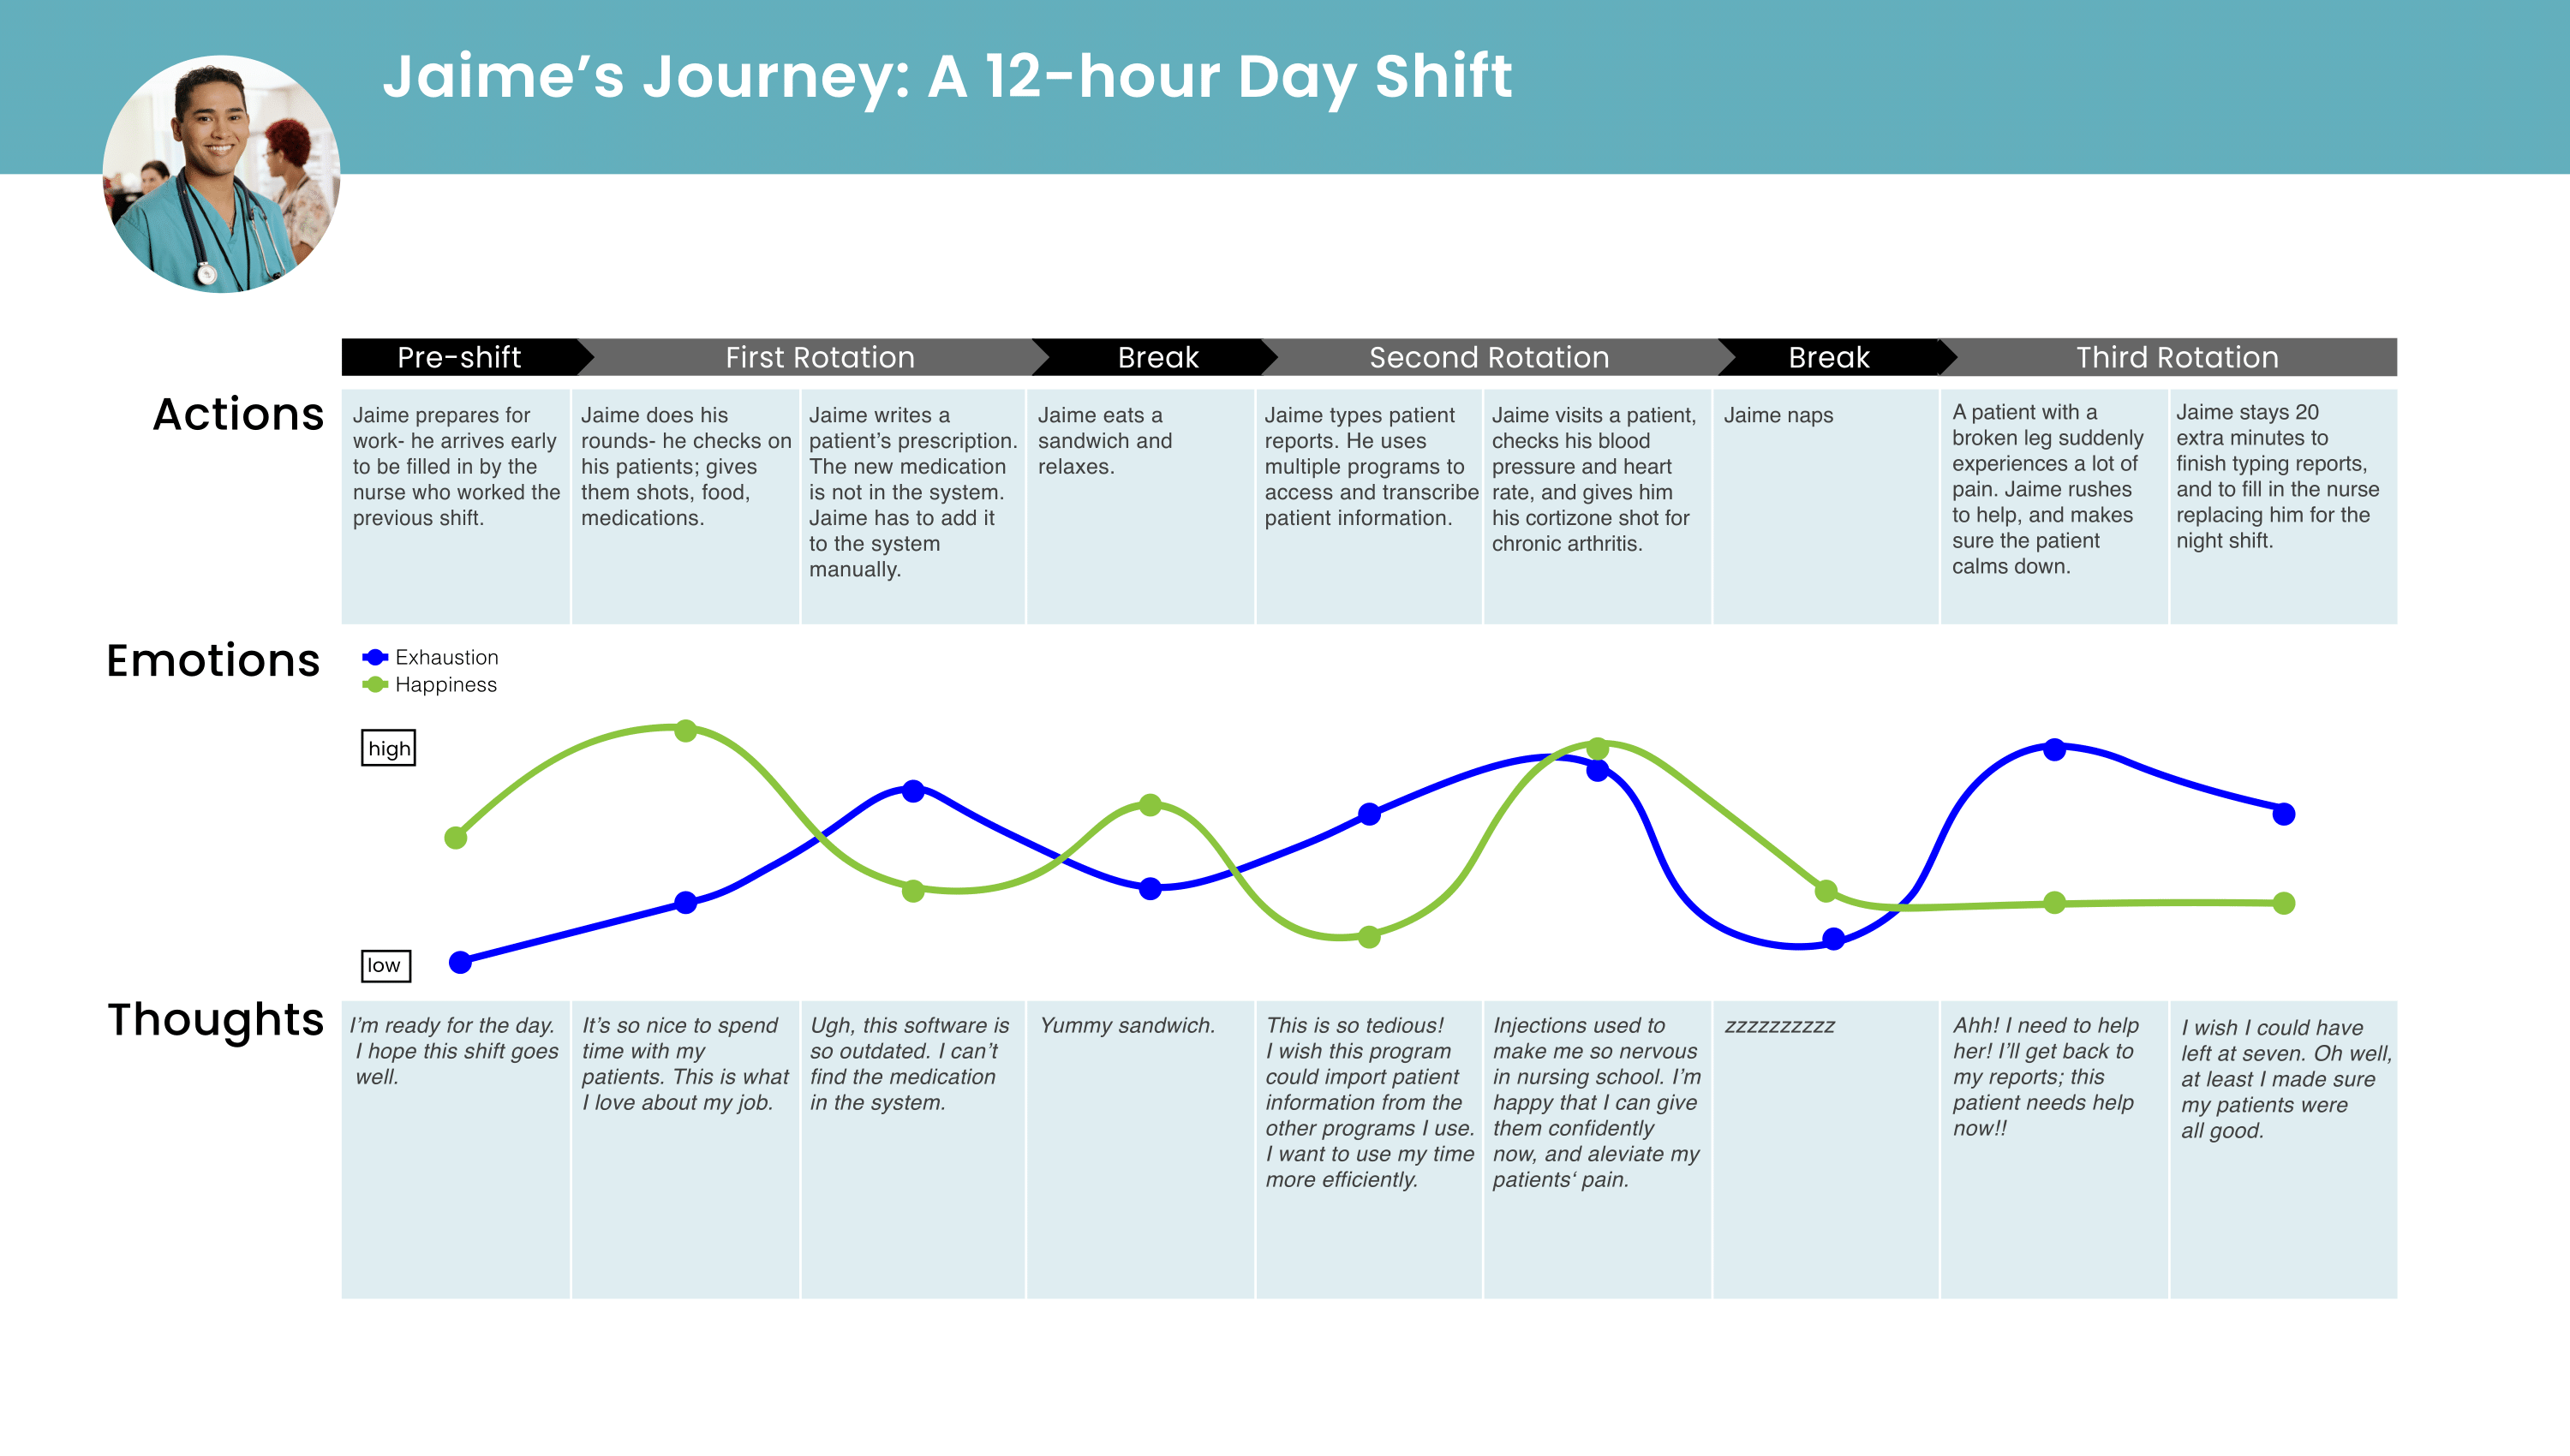 Jaime’s Journey: A 12-hour Day Shift
Pre-shift
First Rotation
Break
Second Rotation
Break
Third Rotation
Actions
Jaime prepares for
work- he arrives early
to be filled in by the
nurse who worked the
previous shift.
Jaime does his
rounds- he checks on
his patients; gives
them shots, food,
medications.
Jaime writes a
patient’s prescription.
The new medication
is not in the system.
Jaime has to add it
to the system
manually.
Jaime eats a
sandwich and
relaxes.
Jaime types patient
reports. He uses
multiple programs to
access and transcribe
patient information.
Jaime visits a patient,
checks his blood
pressure and heart
rate, and gives him
his cortizone shot for
chronic arthritis.
Jaime naps
A patient with a
broken leg suddenly
experiences a lot of
pain. Jaime rushes
to help, and makes
sure the patient
calms down.
Jaime stays 20
extra minutes to
finish typing reports,
and to fill in the nurse
replacing him for the
night shift.
Emotions
Exhaustion
Happiness
high
low
Thoughts
I’m ready for the day.
I hope this shift goes
well.
It’s so nice to spend
time with my
patients. This is what
I love about my job.
Ugh, this software is
so outdated. I can’t
find the medication
in the system.
Yummy sandwich.
This is so tedious!
I wish this program
could import patient
information from the
other programs I use.
I want to use my time
more efficiently.
Injections used to
make me so nervous
in nursing school. I’m
happy that I can give
them confidently
now, and aleviate my
patients‘ pain.
zzzzzzzzzz
Ahh! I need to help
her! I’ll get back to
my reports; this
patient needs help
now!!
I wish I could have
left at seven. Oh well,
at least I made sure
my patients were
all good.